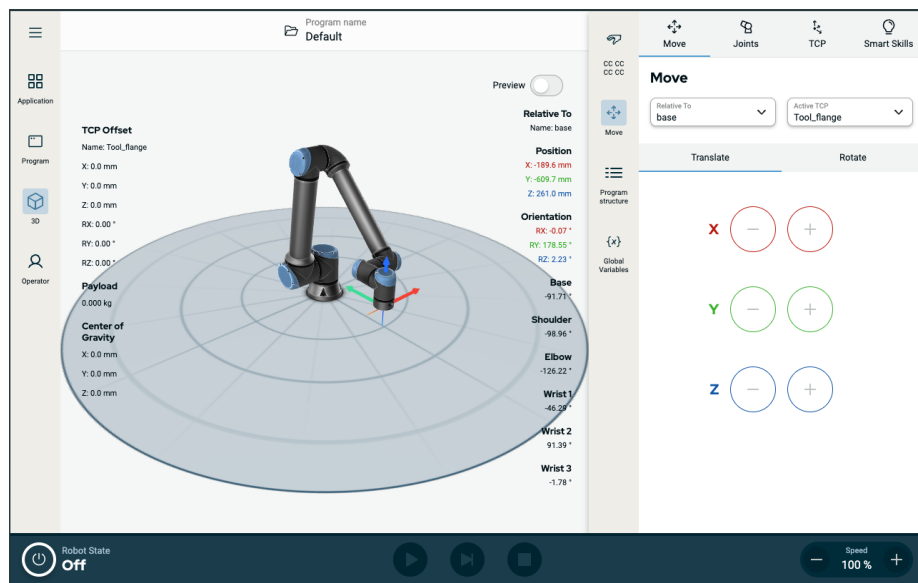 Application
Program
3D
Operator
Program name
Default
Preview
TCP Offset
Name: Tool_flange
X: 0.0 mm
Y: 0.0 mm
Z: 0.0 mm
RX: 0.00 °
RY: 0.00 °
RZ: 0.00 °
Payload
0.000 kg
Center of
Gravity
X: 0.0 mm
Y: 0.0 mm
Z: 0.0 mm
Relative To
Name: base
Position
X: -189.6 mm
Y: -609.7 mm
Z: 261.0 mm
Orientation
RX: -0.07 °
RY: 178.55 °
RZ: 2.23 °
Base
-91.71 °
Shoulder
-98.96 °
Elbow
-126.22 °
Wrist 1
-46.29 °
Wrist 2
91.39 °
Wrist 3
-1.78 °
CC CC
CC CC
Move
Program
structure
{x}
Global
Variables
Move
Joints
TCP
Smart Skills
Move
Relative To
base
Active TCP
Tool_flange
Translate
Rotate
X − +
Y − +
Z − +
Robot State
Off
Speed
− 100 % +